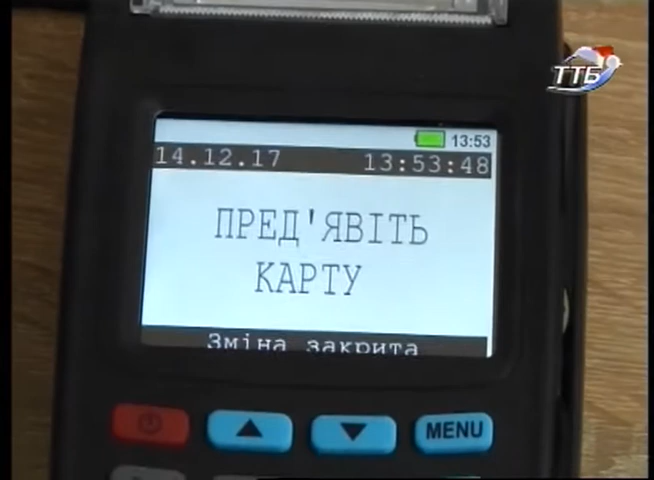 ТТБ
13:53
14.12.17 13:53:48
ПРЕД'ЯВІТЬ
КАРТУ
Зміна закрита
MENU